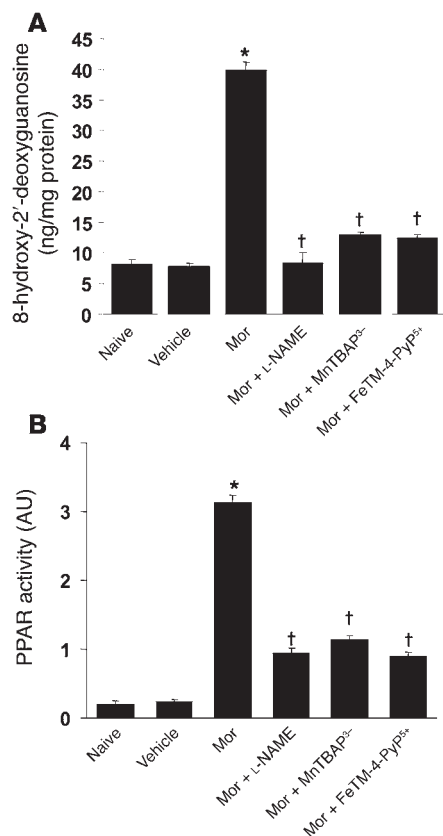 A
8-hydroxy-2′-deoxyguanosine
(ng/mg protein)
45
40
35
30
25
20
15
10
5
0
*
†
†
†
Naive
Vehicle
Mor
Mor + L-NAME
Mor + MnTBAP³⁻
Mor + FeTM-4-PyP⁵⁺
B
PPAR activity (AU)
4
3
2
1
0
*
†
†
†
Naive
Vehicle
Mor
Mor + L-NAME
Mor + MnTBAP³⁻
Mor + FeTM-4-PyP⁵⁺